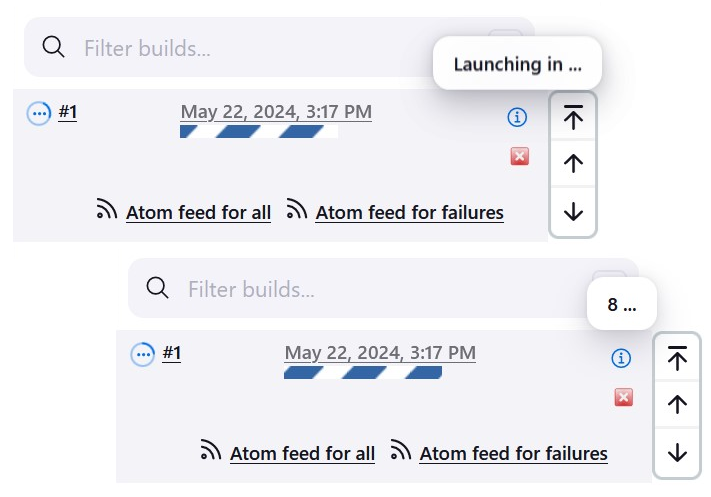 Filter builds...
Launching in ...
#1 May 22, 2024, 3:17 PM
Atom feed for all Atom feed for failures
Filter builds...
8 ...
#1 May 22, 2024, 3:17 PM
Atom feed for all Atom feed for failures